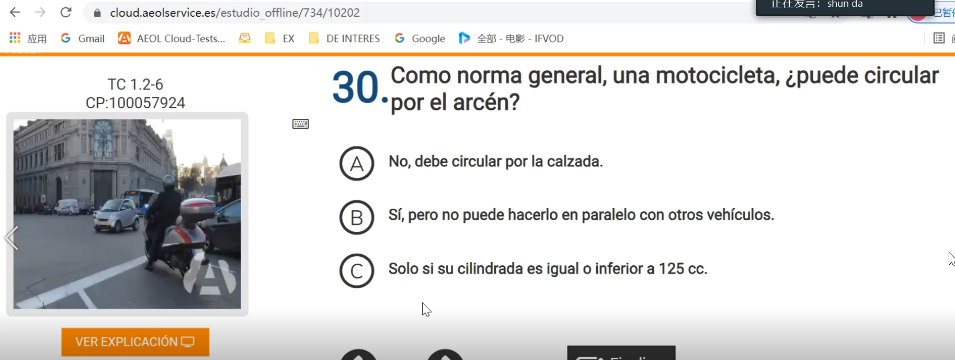 正在发言: shun da
cloud.aeolservice.es/estudio_offline/734/10202
应用 Gmail AEOL Cloud-Tests... EX DE INTERES Google 全部 - 电影 - IFVOD
TC 1.2-6
CP:100057924
30. Como norma general, una motocicleta, ¿puede circular
por el arcén?
A No, debe circular por la calzada.
B Sí, pero no puede hacerlo en paralelo con otros vehículos.
C Solo si su cilindrada es igual o inferior a 125 cc.
VER EXPLICACIÓN